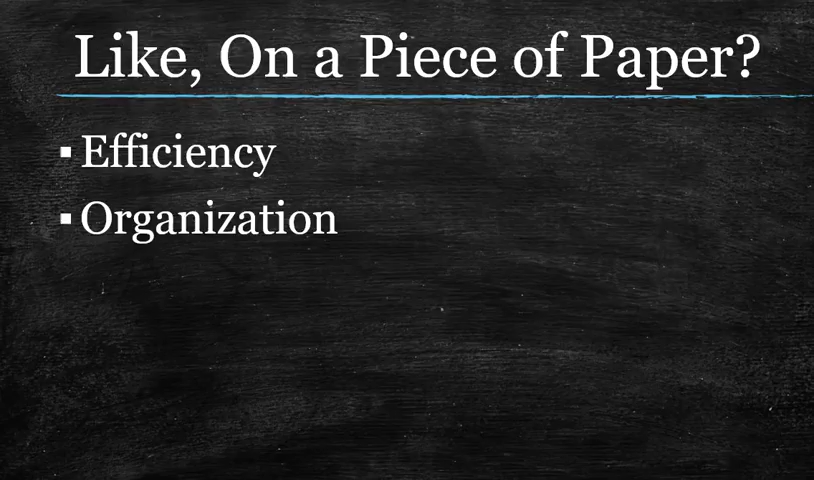 Like, On a Piece of Paper?
▪ Efficiency
▪ Organization